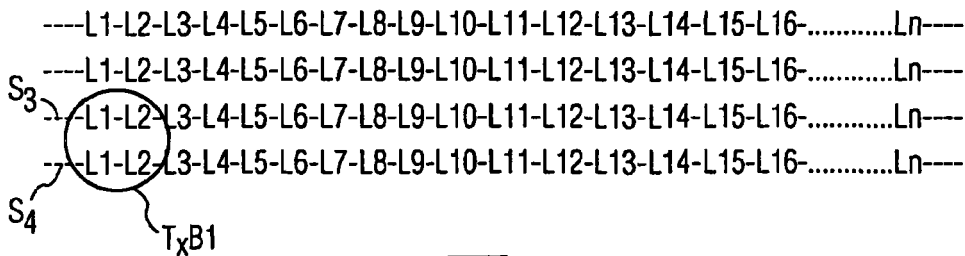 ----L1-L2-L3-L4-L5-L6-L7-L8-L9-L10-L11-L12-L13-L14-L15-L16-............Ln----
----L1-L2-L3-L4-L5-L6-L7-L8-L9-L10-L11-L12-L13-L14-L15-L16-............Ln----
S3 ----L1-L2-L3-L4-L5-L6-L7-L8-L9-L10-L11-L12-L13-L14-L15-L16-............Ln----
----L1-L2-L3-L4-L5-L6-L7-L8-L9-L10-L11-L12-L13-L14-L15-L16-............Ln----
S4
TxB1